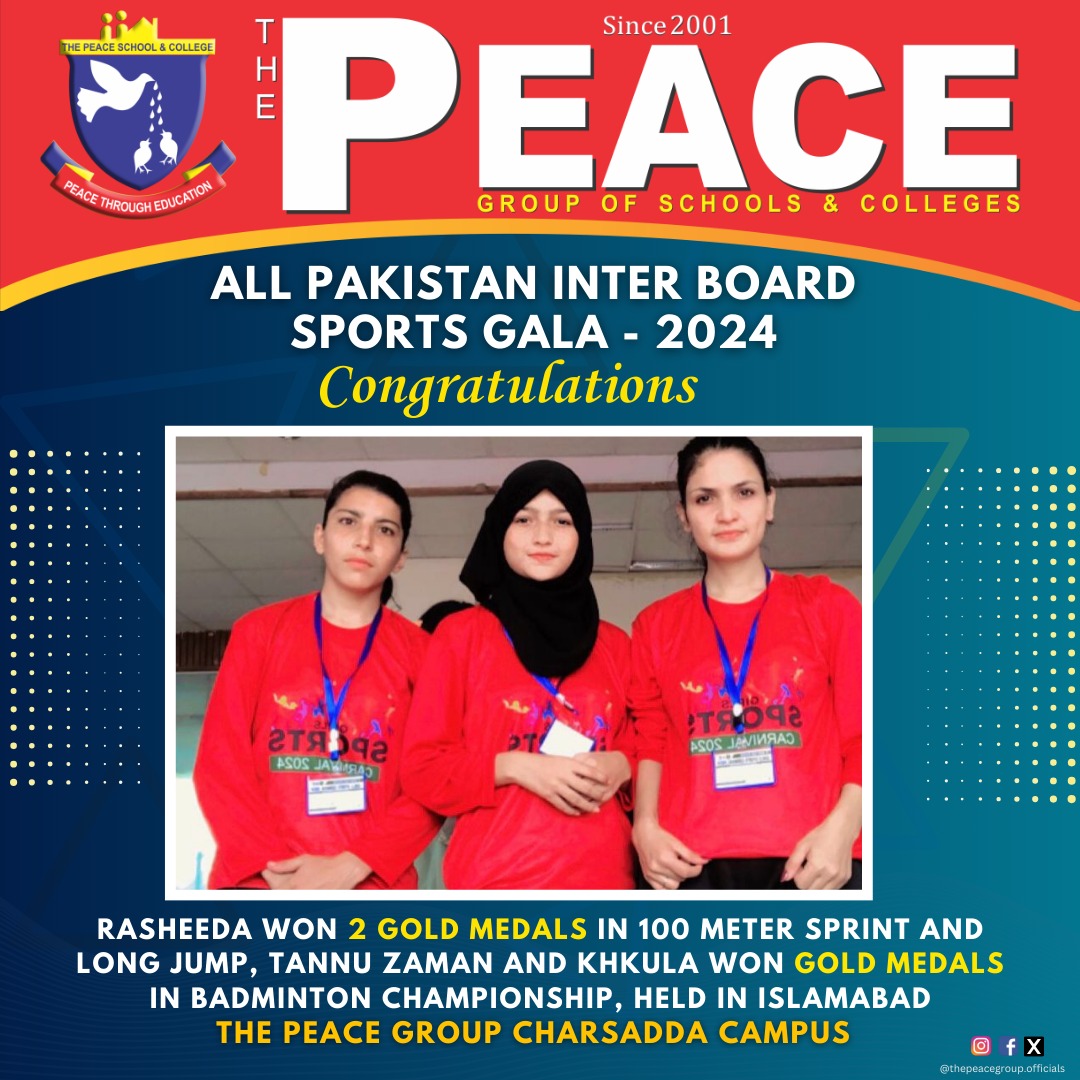 THE PEACE SCHOOL & COLLEGE
PEACE THROUGH EDUCATION
THE
Since 2001
PEACE
GROUP OF SCHOOLS & COLLEGES
ALL PAKISTAN INTER BOARD
SPORTS GALA - 2024
Congratulations
GIRLS
SPORTS
CARNIVAL 2024
SPORTS
SPORTS
CARNIVAL 2024
RASHEEDA WON 2 GOLD MEDALS IN 100 METER SPRINT AND
LONG JUMP, TANNU ZAMAN AND KHKULA WON GOLD MEDALS
IN BADMINTON CHAMPIONSHIP, HELD IN ISLAMABAD
THE PEACE GROUP CHARSADDA CAMPUS
@thepeacegroup.officials